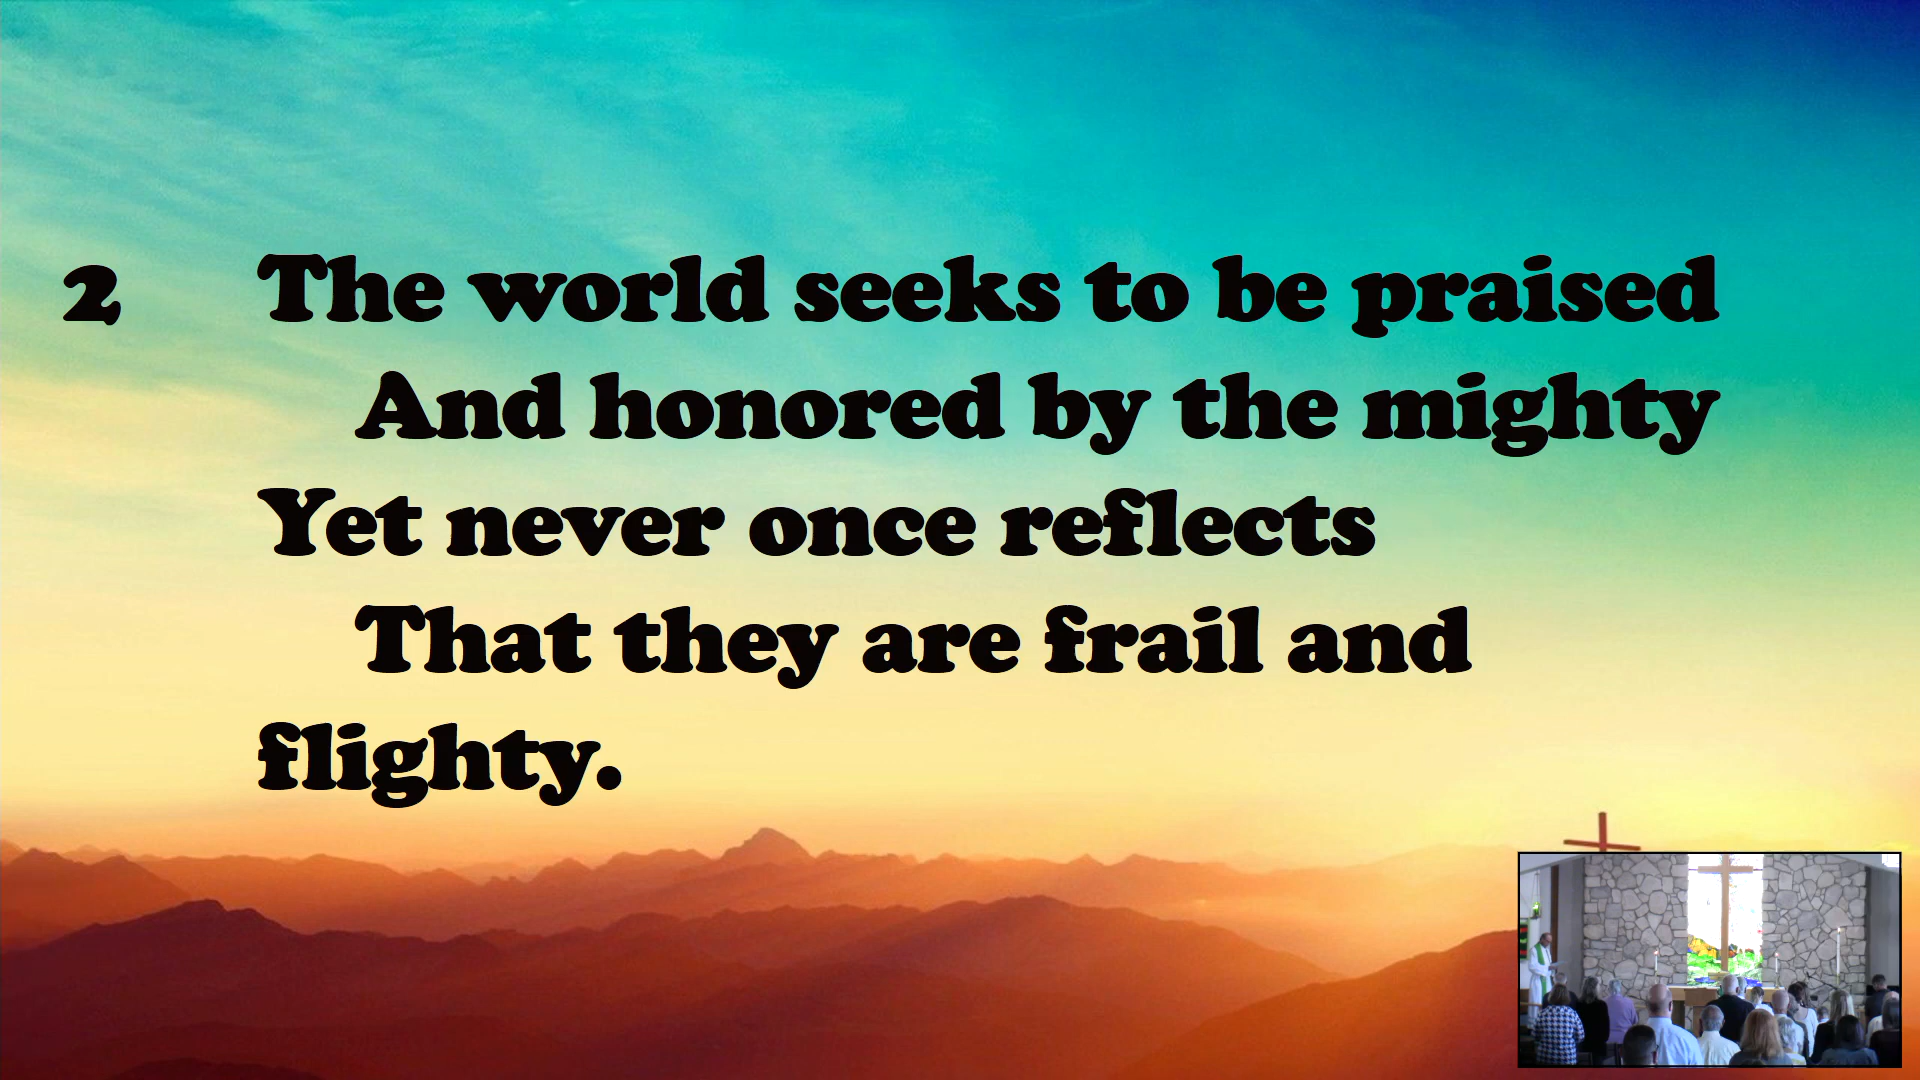 2 The world seeks to be praised
And honored by the mighty
Yet never once reflects
That they are frail and
flighty.